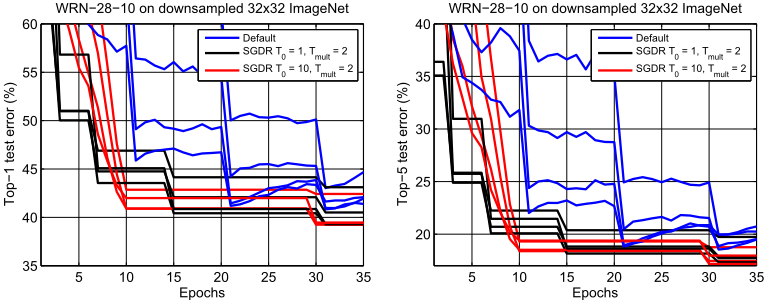 WRN−28−10 on downsampled 32x32 ImageNet
Top−1 test error (%)
60
55
50
45
40
35
Default
SGDR T0 = 1, Tmult = 2
SGDR T0 = 10, Tmult = 2
5 10 15 20 25 30 35
Epochs
WRN−28−10 on downsampled 32x32 ImageNet
Top−5 test error (%)
40
35
30
25
20
Default
SGDR T0 = 1, Tmult = 2
SGDR T0 = 10, Tmult = 2
5 10 15 20 25 30 35
Epochs